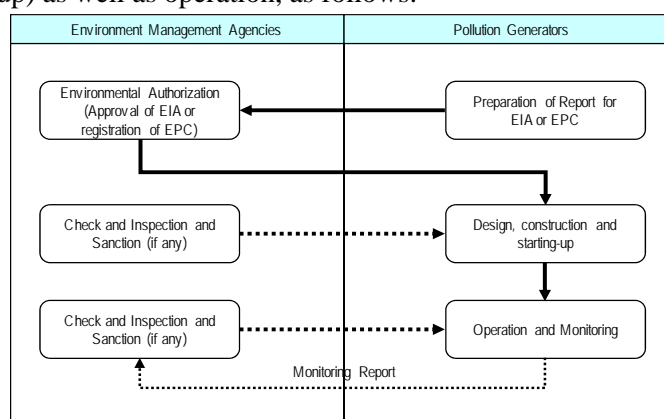 up) as well as operation, as follows:
Environment Management Agencies
Pollution Generators
Environmental Authorization
(Approval of EIA or
registration of EPC)
Preparation of Report for
EIA or EPC
Check and Inspection and
Sanction (if any)
Design, construction and
starting-up
Check and Inspection and
Sanction (if any)
Operation and Monitoring
Monitoring Report